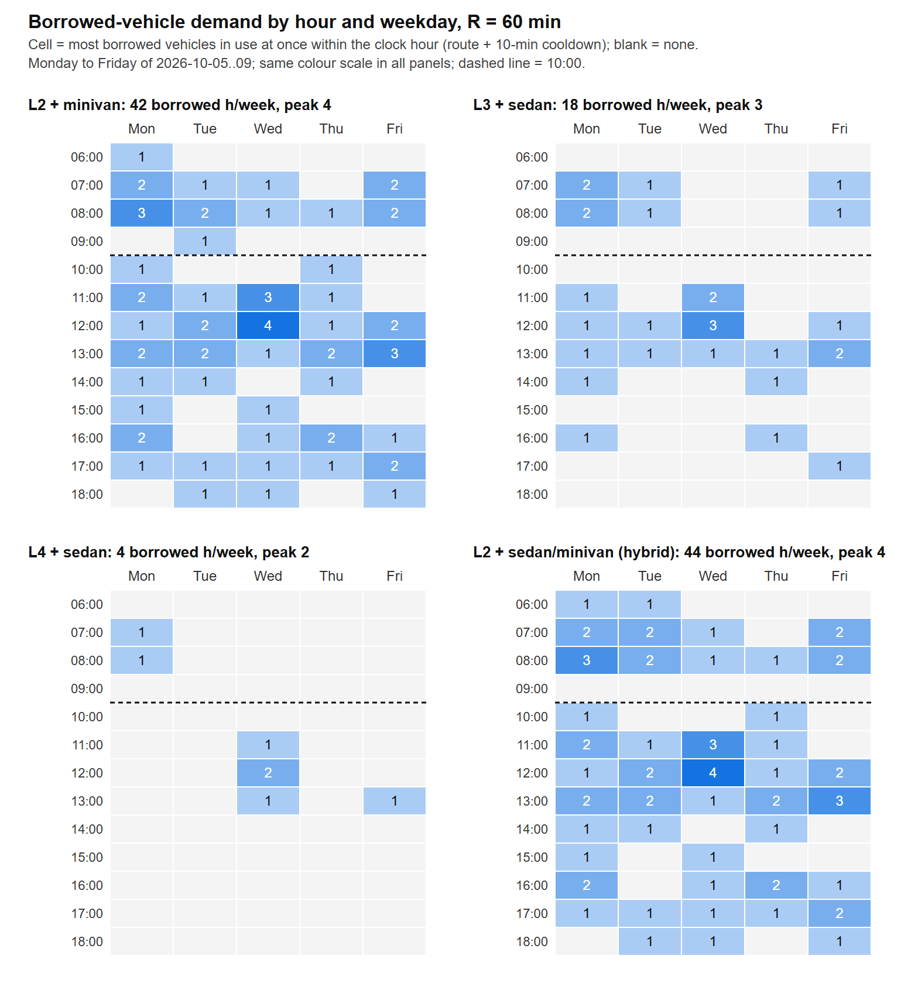 Borrowed-vehicle demand by hour and weekday, R = 60 min
Cell = most borrowed vehicles in use at once within the clock hour (route + 10-min cooldown); blank = none.
Monday to Friday of 2026-10-05..09; same colour scale in all panels; dashed line = 10:00.
L2 + minivan: 42 borrowed h/week, peak 4
Mon Tue Wed Thu Fri
06:00 1
07:00 2 1 1 2
08:00 3 2 1 1 2
09:00 1
10:00 1 1
11:00 2 1 3 1
12:00 1 2 4 1 2
13:00 2 2 1 2 3
14:00 1 1 1
15:00 1 1
16:00 2 1 2 1
17:00 1 1 1 1 2
18:00 1 1 1
L3 + sedan: 18 borrowed h/week, peak 3
Mon Tue Wed Thu Fri
06:00
07:00 2 1 1
08:00 2 1 1
09:00
10:00
11:00 1 2
12:00 1 1 3 1
13:00 1 1 1 1 2
14:00 1 1
15:00
16:00 1 1
17:00 1
18:00
L4 + sedan: 4 borrowed h/week, peak 2
Mon Tue Wed Thu Fri
06:00
07:00 1
08:00 1
09:00
10:00
11:00 1
12:00 2
13:00 1 1
14:00
15:00
16:00
17:00
18:00
L2 + sedan/minivan (hybrid): 44 borrowed h/week, peak 4
Mon Tue Wed Thu Fri
06:00 1 1
07:00 2 2 1 2
08:00 3 2 1 1 2
09:00
10:00 1 1
11:00 2 1 3 1
12:00 1 2 4 1 2
13:00 2 2 1 2 3
14:00 1 1 1
15:00 1 1
16:00 2 1 2 1
17:00 1 1 1 1 2
18:00 1 1 1